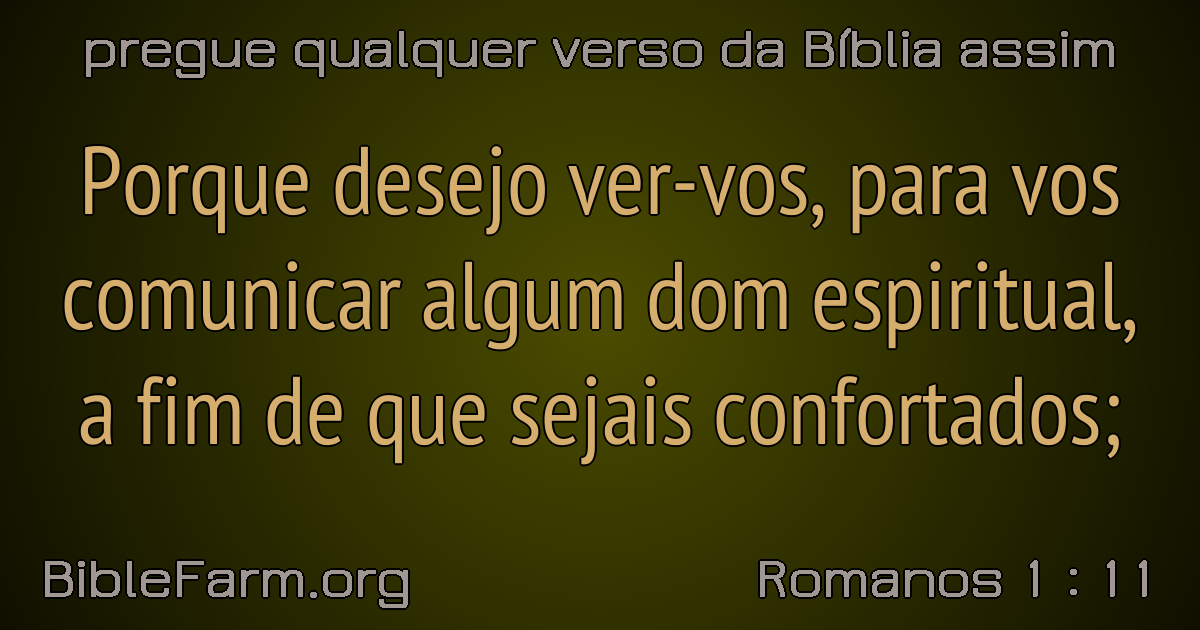 pregue qualquer verso da Bíblia assim
Porque desejo ver-vos, para vos
comunicar algum dom espiritual,
a fim de que sejais confortados;
BibleFarm.org
Romanos 1 : 11